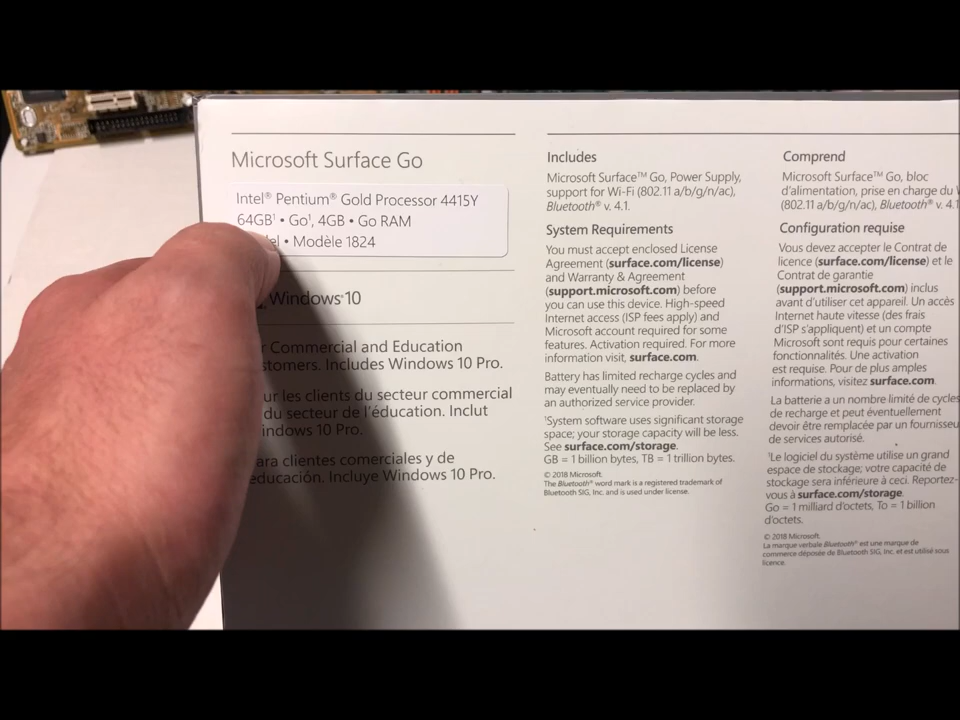 Microsoft Surface Go
Intel® Pentium® Gold Processor 4415Y
64GB¹ • Go¹, 4GB • Go RAM
• Modèle 1824
Windows 10
Commercial and Education
Includes Windows 10 Pro.
les clients du secteur commercial
du secteur de l'éducation. Inclut
10 Pro.
clientes comerciales y de
Incluye Windows 10 Pro.
Includes
Microsoft Surface™ Go, Power Supply,
support for Wi-Fi (802.11 a/b/g/n/ac),
Bluetooth® v. 4.1.
System Requirements
You must accept enclosed License
Agreement (surface.com/license)
and Warranty & Agreement
(support.microsoft.com) before
you can use this device. High-speed
Internet access (ISP fees apply) and
Microsoft account required for some
features. Activation required. For more
information visit, surface.com.
Battery has limited recharge cycles and
may eventually need to be replaced by
an authorized service provider.
¹System software uses significant storage
space; your storage capacity will be less.
See surface.com/storage.
GB = 1 billion bytes, TB = 1 trillion bytes.
© 2018 Microsoft.
The Bluetooth® word mark is a registered trademark of
Bluetooth SIG, Inc. and is used under license.
Comprend
Microsoft Surface™ Go, bloc
d'alimentation, prise en charge du
(802.11 a/b/g/n/ac), Bluetooth® v. 4.1
Configuration requise
Vous devez accepter le Contrat de
licence (surface.com/license) et le
Contrat de garantie
(support.microsoft.com) inclus
avant d'utiliser cet appareil. Un accès
Internet haute vitesse (des frais
d'ISP s'appliquent) et un compte
Microsoft sont requis pour certaines
fonctionnalités. Une activation
est requise. Pour de plus amples
informations, visitez surface.com.
La batterie a un nombre limité de cycles
de recharge et peut éventuellement
devoir être remplacée par un fournisseu
de services autorisé.
¹Le logiciel du système utilise un grand
espace de stockage; votre capacité de
stockage sera inférieure à ceci. Reportez-
vous à surface.com/storage.
Go = 1 milliard d'octets, To = 1 billion
d'octets.
© 2018 Microsoft.
La marque verbale Bluetooth® est une marque de
commerce déposée de Bluetooth SIG, Inc. et est utilisé sous
licence.